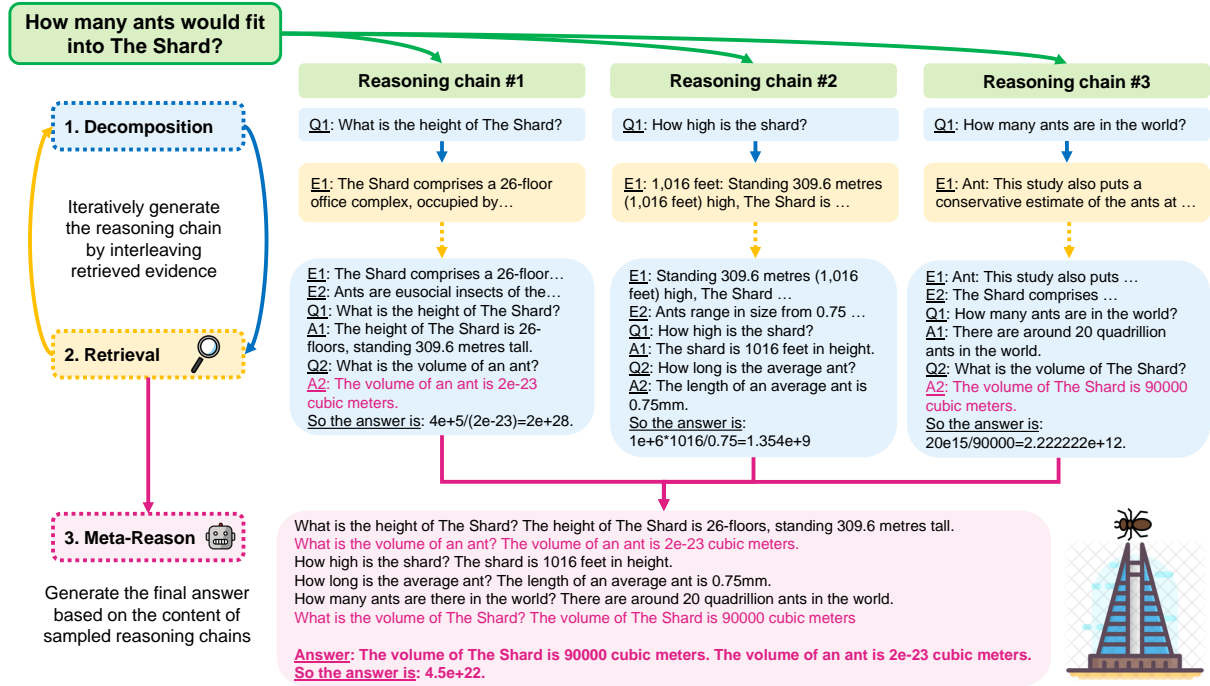 How many ants would fit
into The Shard?
Reasoning chain #1
Reasoning chain #2
Reasoning chain #3
1. Decomposition
Iteratively generate
the reasoning chain
by interleaving
retrieved evidence
2. Retrieval
3. Meta-Reason
Generate the final answer
based on the content of
sampled reasoning chains
Q1: What is the height of The Shard?
E1: The Shard comprises a 26-floor
office complex, occupied by…
E1: The Shard comprises a 26-floor…
E2: Ants are eusocial insects of the…
Q1: What is the height of The Shard?
A1: The height of The Shard is 26-
floors, standing 309.6 metres tall.
Q2: What is the volume of an ant?
A2: The volume of an ant is 2e-23
cubic meters.
So the answer is: 4e+5/(2e-23)=2e+28.
Q1: How high is the shard?
E1: 1,016 feet: Standing 309.6 metres
(1,016 feet) high, The Shard is …
E1: Standing 309.6 metres (1,016
feet) high, The Shard …
E2: Ants range in size from 0.75 …
Q1: How high is the shard?
A1: The shard is 1016 feet in height.
Q2: How long is the average ant?
A2: The length of an average ant is
0.75mm.
So the answer is:
1e+6*1016/0.75=1.354e+9
Q1: How many ants are in the world?
E1: Ant: This study also puts a
conservative estimate of the ants at …
E1: Ant: This study also puts …
E2: The Shard comprises …
Q1: How many ants are in the world?
A1: There are around 20 quadrillion
ants in the world.
Q2: What is the volume of The Shard?
A2: The volume of The Shard is 90000
cubic meters.
So the answer is:
20e15/90000=2.222222e+12.
What is the height of The Shard? The height of The Shard is 26-floors, standing 309.6 metres tall.
What is the volume of an ant? The volume of an ant is 2e-23 cubic meters.
How high is the shard? The shard is 1016 feet in height.
How long is the average ant? The length of an average ant is 0.75mm.
How many ants are there in the world? There are around 20 quadrillion ants in the world.
What is the volume of The Shard? The volume of The Shard is 90000 cubic meters
Answer: The volume of The Shard is 90000 cubic meters. The volume of an ant is 2e-23 cubic meters.
So the answer is: 4.5e+22.